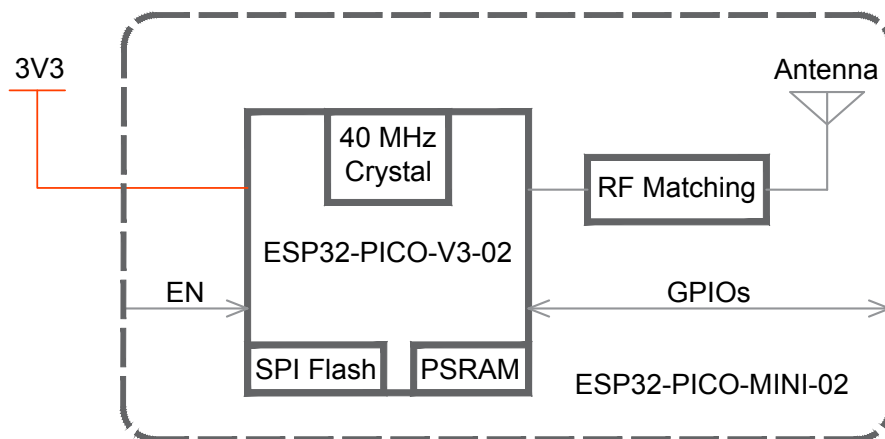 3V3
Antenna
40 MHz
Crystal
RF Matching
ESP32-PICO-V3-02
EN
GPIOs
SPI Flash
PSRAM
ESP32-PICO-MINI-02